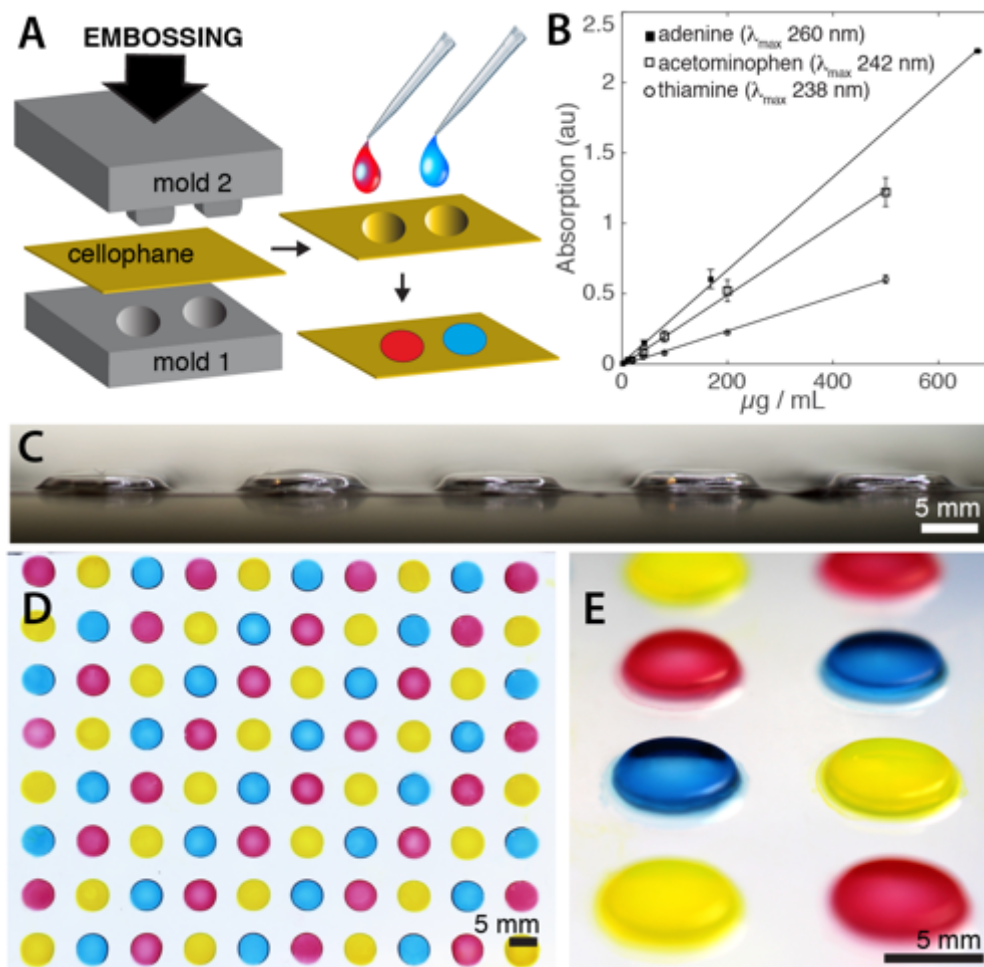 A
EMBOSSING
mold 2
cellophane
mold 1
B
2.5
2
1.5
1
0.5
0
Absorption (au)
adenine (λmax 260 nm)
acetominophen (λmax 242 nm)
thiamine (λmax 238 nm)
0 200 400 600
µg / mL
C
5 mm
D
5 mm
E
5 mm